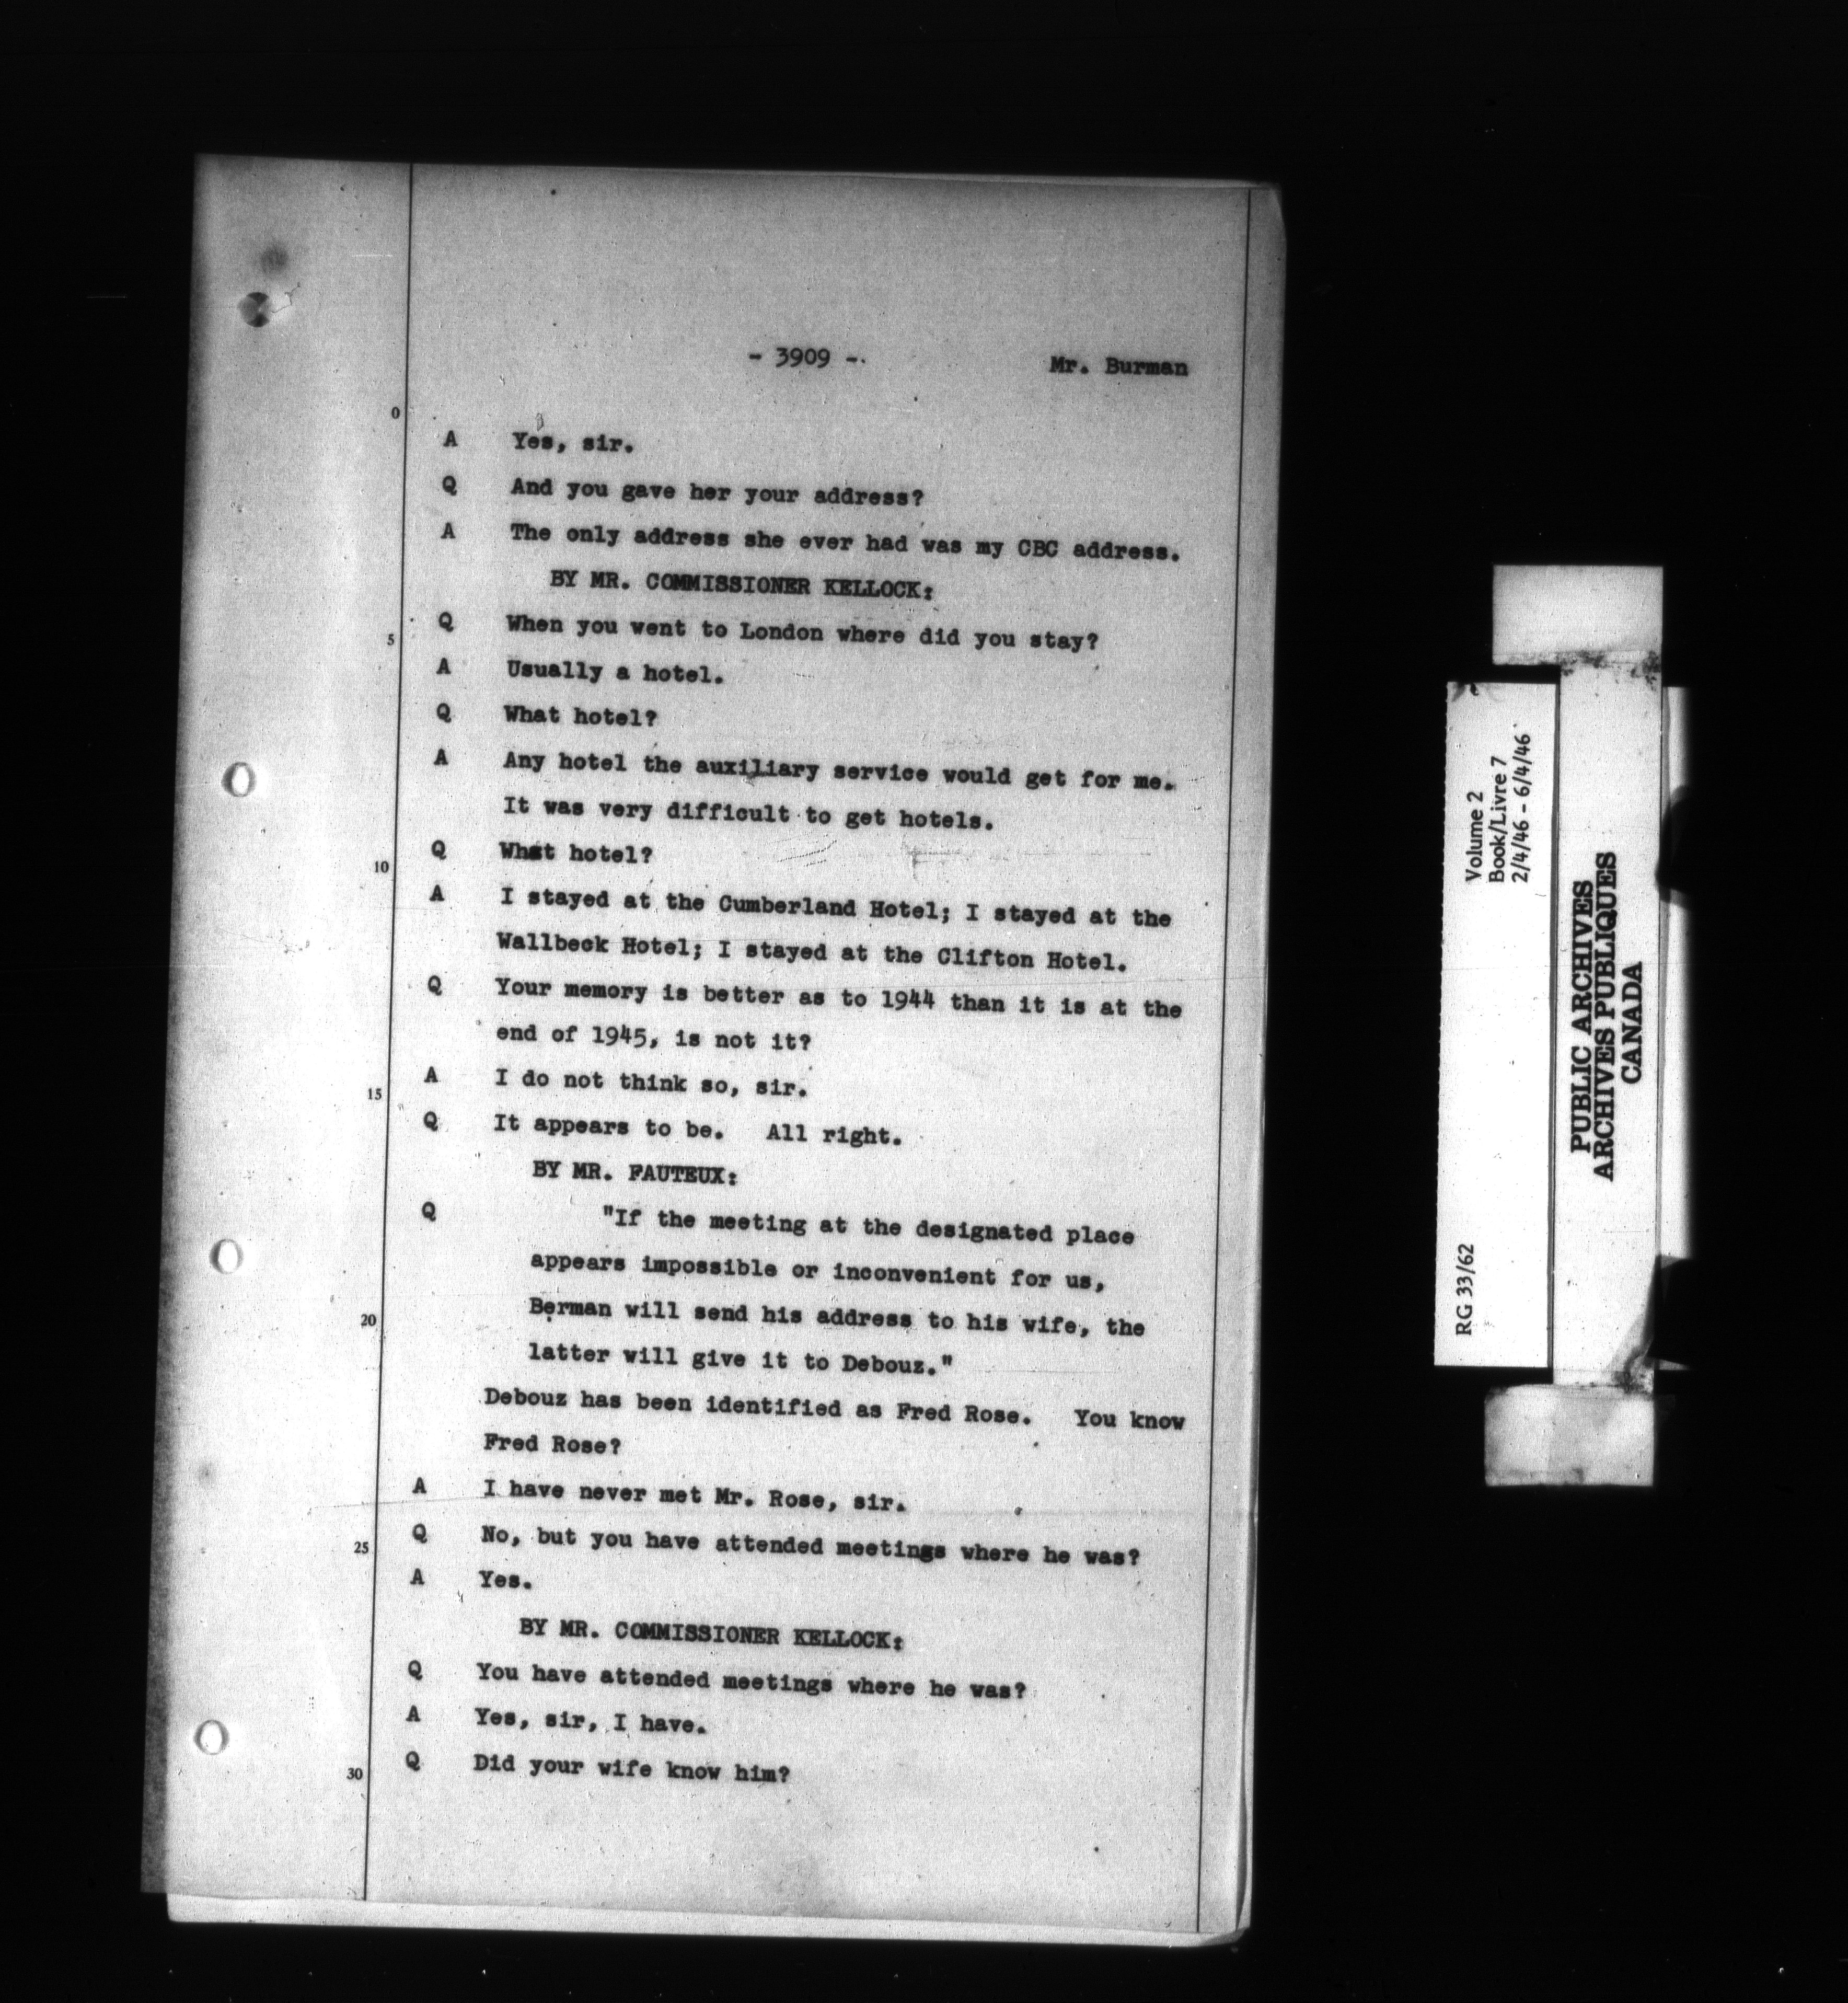 - 3909 -
Mr. Burman
0
A Yes, sir.
Q And you gave her your address?
A The only address she ever had was my CBC address.
BY MR. COMMISSIONER KELLOCK:
5
Q When you went to London where did you stay?
A Usually a hotel.
Q What hotel?
A Any hotel the auxiliary service would get for me.
It was very difficult to get hotels.
10
Q What hotel?
A I stayed at the Cumberland Hotel; I stayed at the
Wallbeck Hotel; I stayed at the Clifton Hotel.
Q Your memory is better as to 1944 than it is at the
end of 1945, is not it?
15
A I do not think so, sir.
Q It appears to be. All right.
BY MR. FAUTEUX:
Q "If the meeting at the designated place
appears impossible or inconvenient for us,
20
Berman will send his address to his wife, the
latter will give it to Debouz."
Debouz has been identified as Fred Rose. You know
Fred Rose?
A I have never met Mr. Rose, sir.
25
Q No, but you have attended meetings where he was?
A Yes.
BY MR. COMMISSIONER KELLOCK:
Q You have attended meetings where he was?
A Yes, sir, I have.
30
Q Did your wife know him?
RG 33/62
Volume 2
Book/Livre 7
2/4/46 - 6/4/46
PUBLIC ARCHIVES
ARCHIVES PUBLIQUES
CANADA